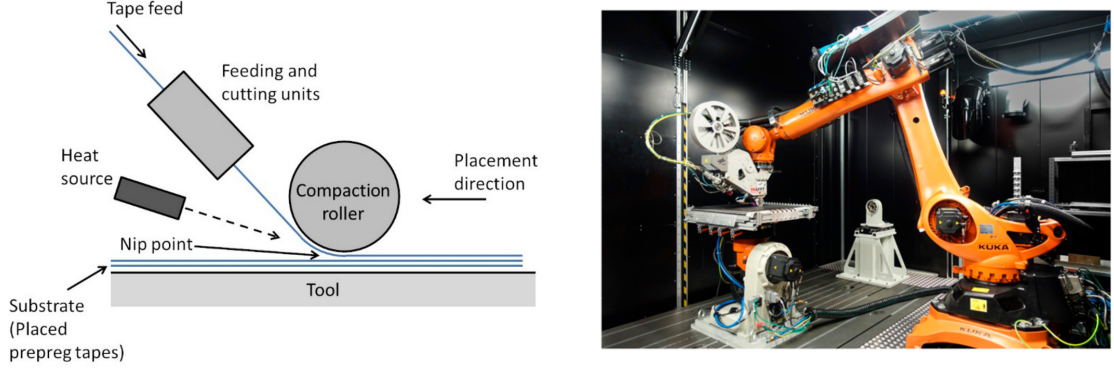 Tape feed
Feeding and
cutting units
Heat
source
Compaction
roller
Placement
direction
Nip point
Tool
Substrate
(Placed
prepreg tapes)
KUKA
KUKA